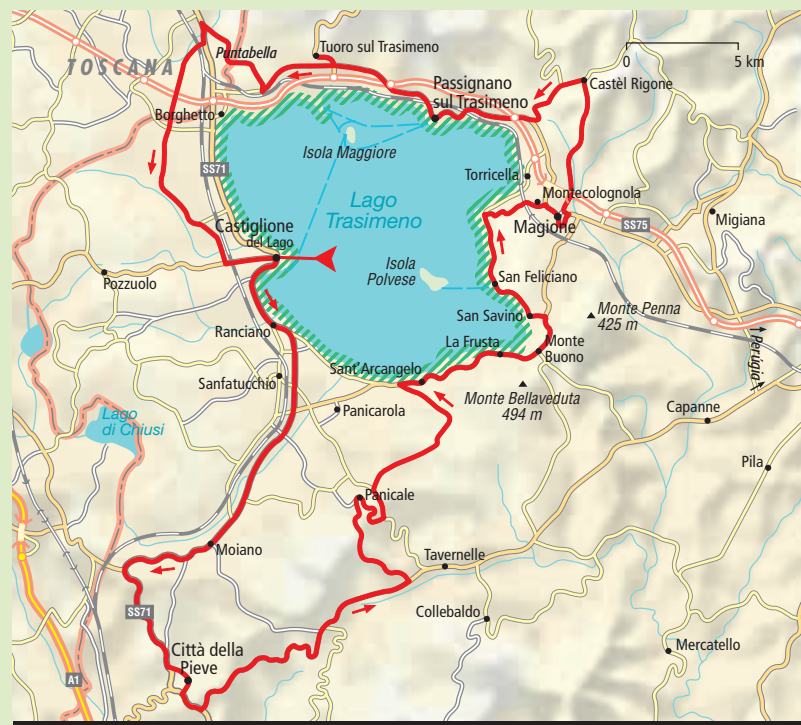 TOSCANA
Puntabella
Tuoro sul Trasimeno
0
5 km
Passignano
sul Trasimeno
Castèl Rigone
Borghetto
Isola Maggiore
SS71
Torricella
Montecolognola
Lago
Trasimeno
Magione
SS75
Migiana
Castiglione
del Lago
Pozzuolo
Isola
Polvese
San Feliciano
San Savino
Monte Penna
425 m
Ranciano
La Frusta
Monte
Buono
Perugia
Sanfatucchio
Sant'Arcangelo
Monte Bellaveduta
494 m
Panicarola
Capanne
Lago
di Chiusi
Pila
Panicale
Moiano
Tavernelle
SS71
Collebaldo
Città della
Pieve
Mercatello
A1